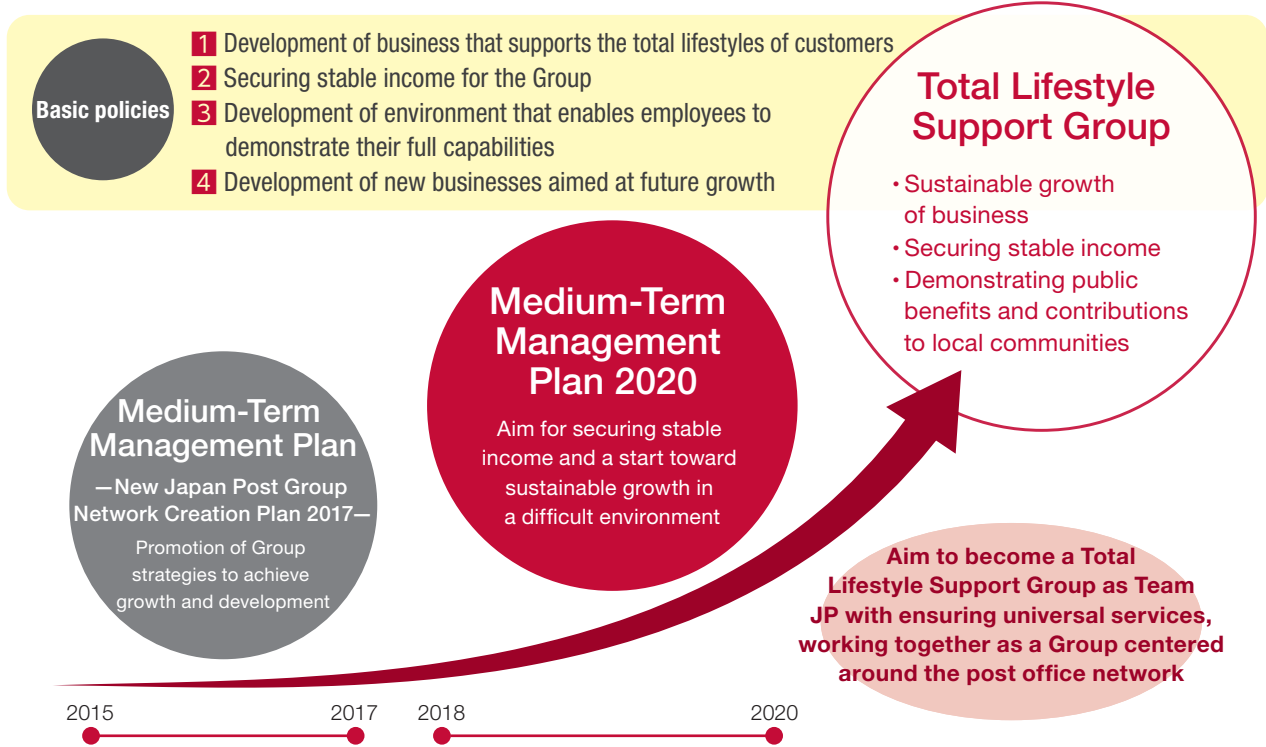 Basic policies
1 Development of business that supports the total lifestyles of customers
2 Securing stable income for the Group
3 Development of environment that enables employees to
demonstrate their full capabilities
4 Development of new businesses aimed at future growth
Total Lifestyle
Support Group
・Sustainable growth
of business
・Securing stable income
・Demonstrating public
benefits and contributions
to local communities
Medium-Term
Management
Plan 2020
Aim for securing stable
income and a start toward
sustainable growth in
a difficult environment
Medium-Term
Management Plan
—New Japan Post Group
Network Creation Plan 2017—
Promotion of Group
strategies to achieve
growth and development
Aim to become a Total
Lifestyle Support Group as Team
JP with ensuring universal services,
working together as a Group centered
around the post office network
2015 2017 2018 2020